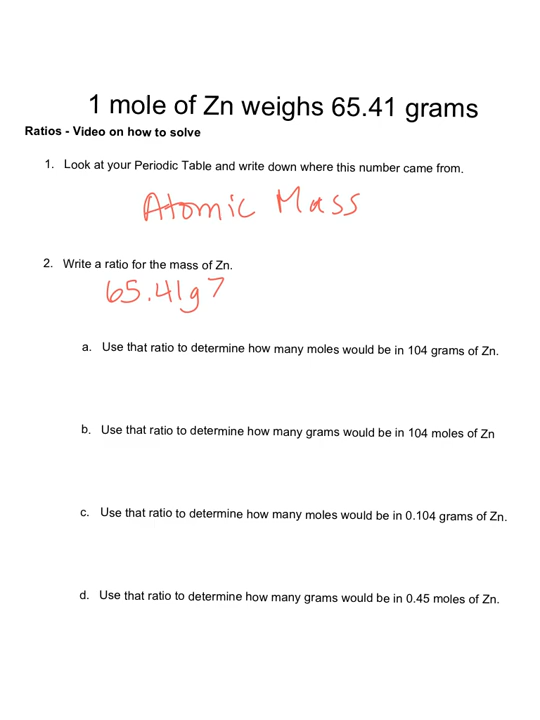 1 mole of Zn weighs 65.41 grams
Ratios - Video on how to solve
1. Look at your Periodic Table and write down where this number came from.
Atomic Mass
2. Write a ratio for the mass of Zn.
65.41g
a. Use that ratio to determine how many moles would be in 104 grams of Zn.
b. Use that ratio to determine how many grams would be in 104 moles of Zn
c. Use that ratio to determine how many moles would be in 0.104 grams of Zn.
d. Use that ratio to determine how many grams would be in 0.45 moles of Zn.